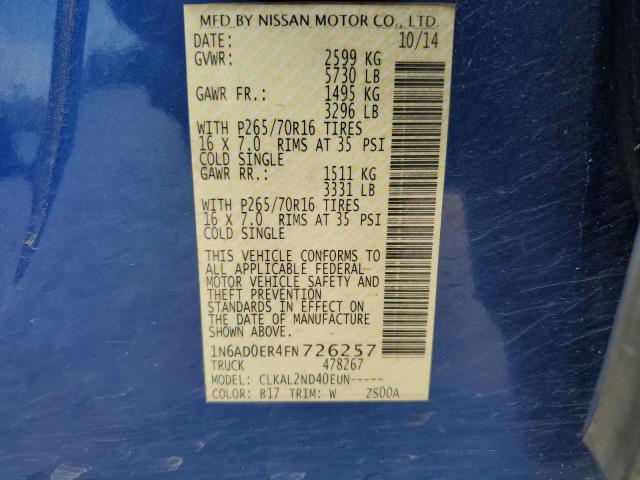 MFD BY NISSAN MOTOR CO., LTD.
DATE: 10/14
GVWR: 2599 KG
5730 LB
GAWR FR.: 1495 KG
3296 LB
WITH P265/70R16 TIRES
16 X 7.0 RIMS AT 35 PSI
COLD SINGLE
GAWR RR.: 1511 KG
3331 LB
WITH P265/70R16 TIRES
16 X 7.0 RIMS AT 35 PSI
COLD SINGLE
THIS VEHICLE CONFORMS TO
ALL APPLICABLE FEDERAL
MOTOR VEHICLE SAFETY AND
THEFT PREVENTION
STANDARDS IN EFFECT ON
THE DATE OF MANUFACTURE
SHOWN ABOVE.
1N6AD0ER4FN726257
TRUCK 478267
MODEL: CLKAL2ND40EUN-----
COLOR: B17 TRIM: W ZS00A